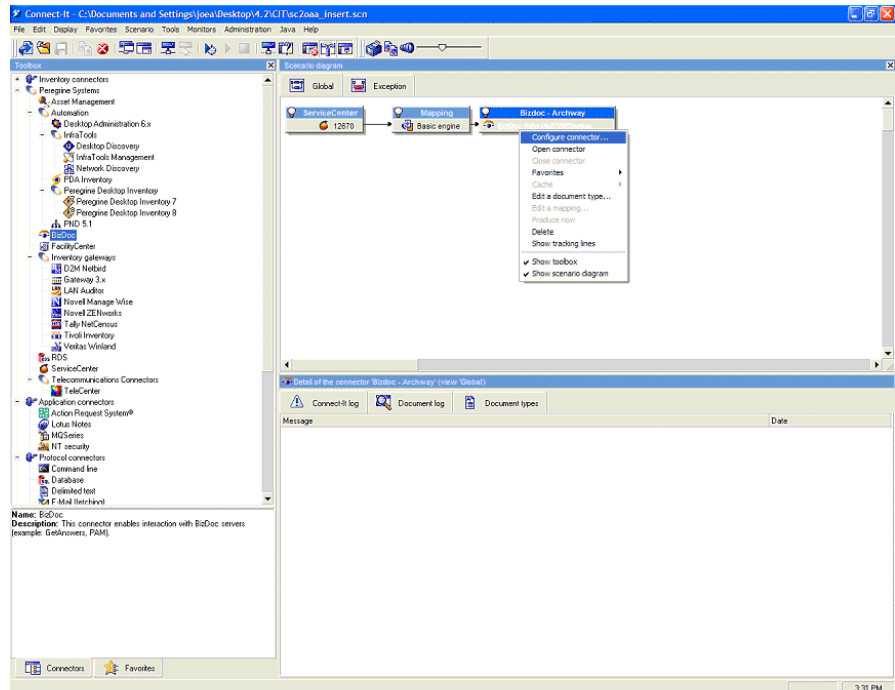 Connect-It - C:\Documents and Settings\joea\Desktop\4.2\CIT\sc2oaa_insert.scn
File Edit Display Favorites Scenario Tools Monitors Administration Java Help
Toolbox
Inventory connectors
Peregrine Systems
Asset Management
Automation
Desktop Administration 6.x
InfraTools
Desktop Discovery
InfraTools Management
Network Discovery
PDA Inventory
Peregrine Desktop Inventory
Peregrine Desktop Inventory 7
Peregrine Desktop Inventory 8
PND 5.1
BizDoc
FacilityCenter
Inventory gateways
D2M Netbird
Gateway 3.x
LAN Auditor
Novell Manage Wise
Novell ZENworks
Tally NetCensus
Tivoli Inventory
Veritas Winland
RDS
ServiceCenter
Telecommunications Connectors
TeleCenter
Application connectors
Action Request System®
Lotus Notes
MQSeries
NT security
Protocol connectors
Command line
Database
Delimited text
E-Mail (fetching)
Name: BizDoc
Description: This connector enables interaction with BizDoc servers
(example: GetAnswers, PAM).
Connectors Favorites
Scenario diagram
Global Exception
ServiceCenter
12670
Mapping
Basic engine
Bizdoc - Archway
Configure connector...
Open connector
Close connector
Favorites
Cache
Edit a document type...
Edit a mapping...
Produce now
Delete
Show tracking lines
Show toolbox
Show scenario diagram
Detail of the connector 'Bizdoc - Archway' (view 'Global')
Connect-It log Document log Document types
Message Date
3:31 PM